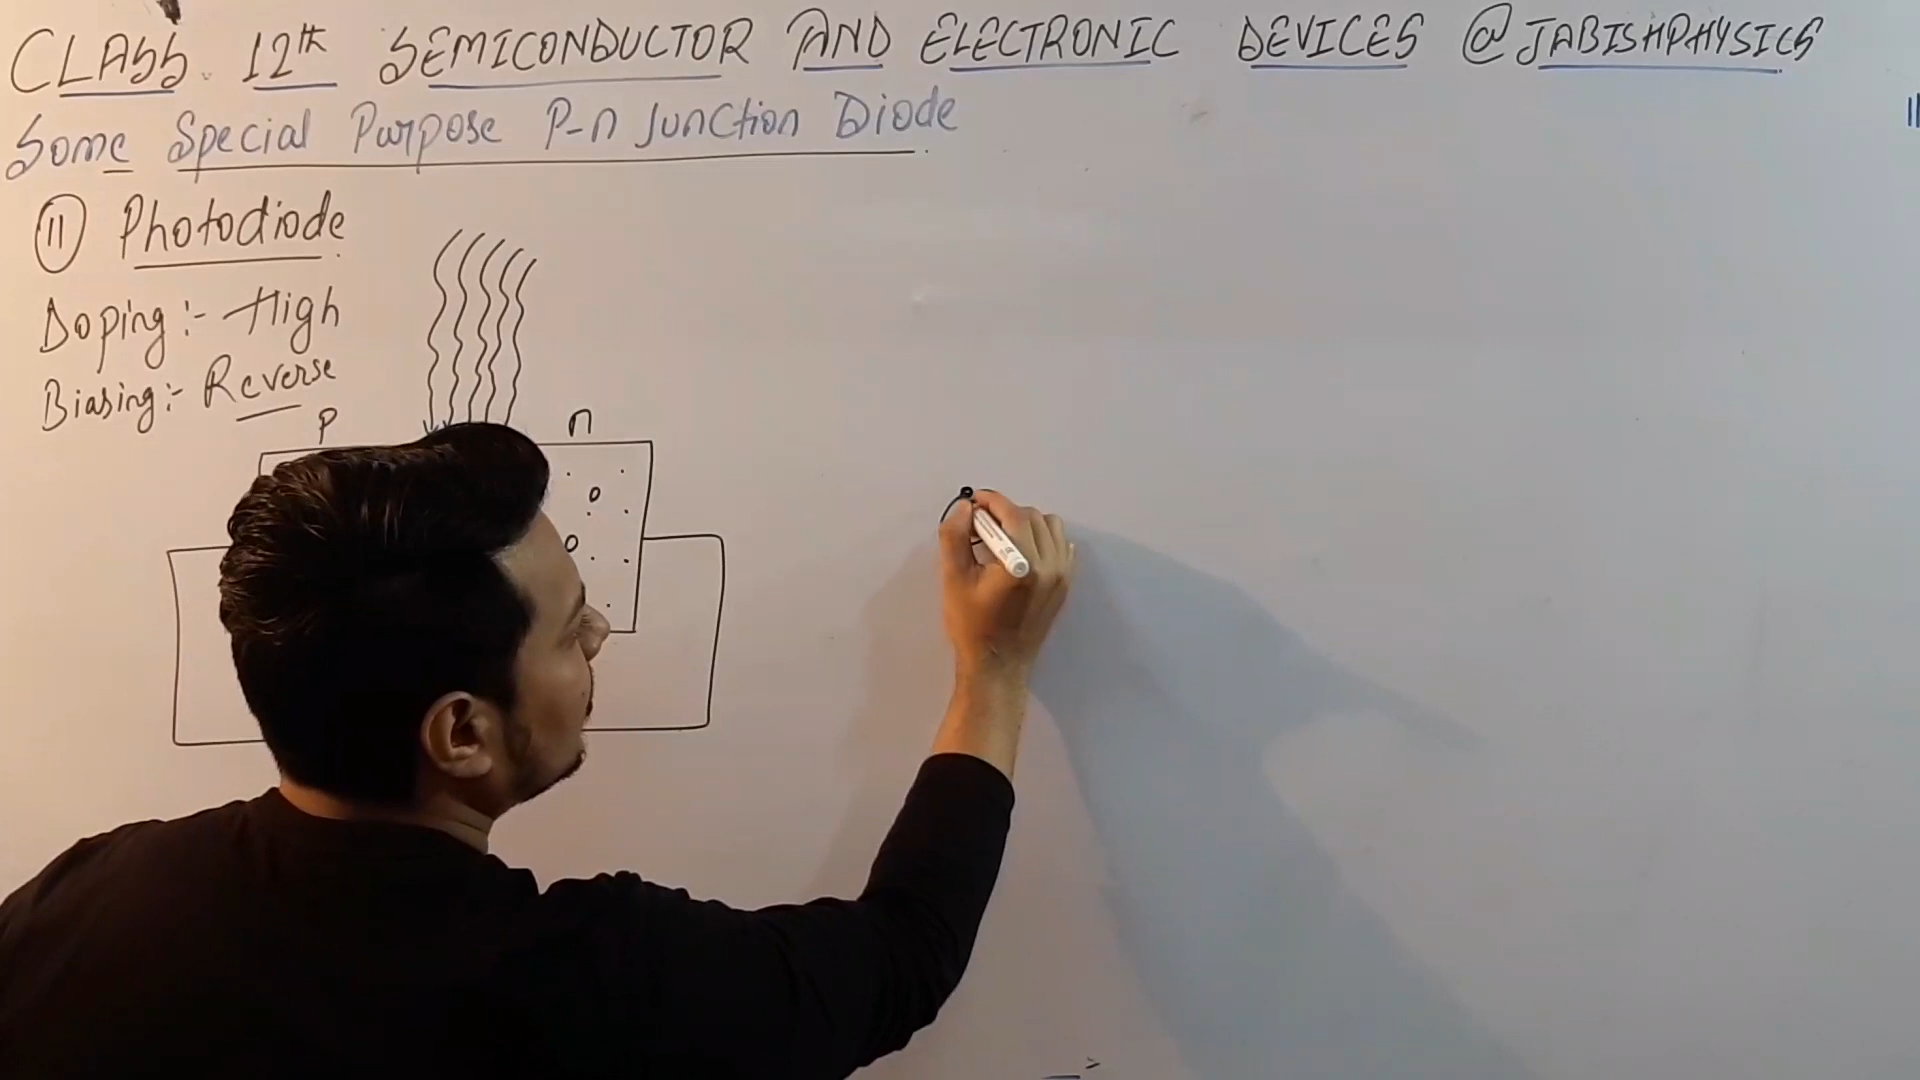 CLASS. 12th SEMICONDUCTOR AND ELECTRONIC DEVICES @JABISHPHYSICS
Some Special Purpose P-n Junction Diode
11 Photodiode
Doping :- High
Biasing :- Reverse
P
n